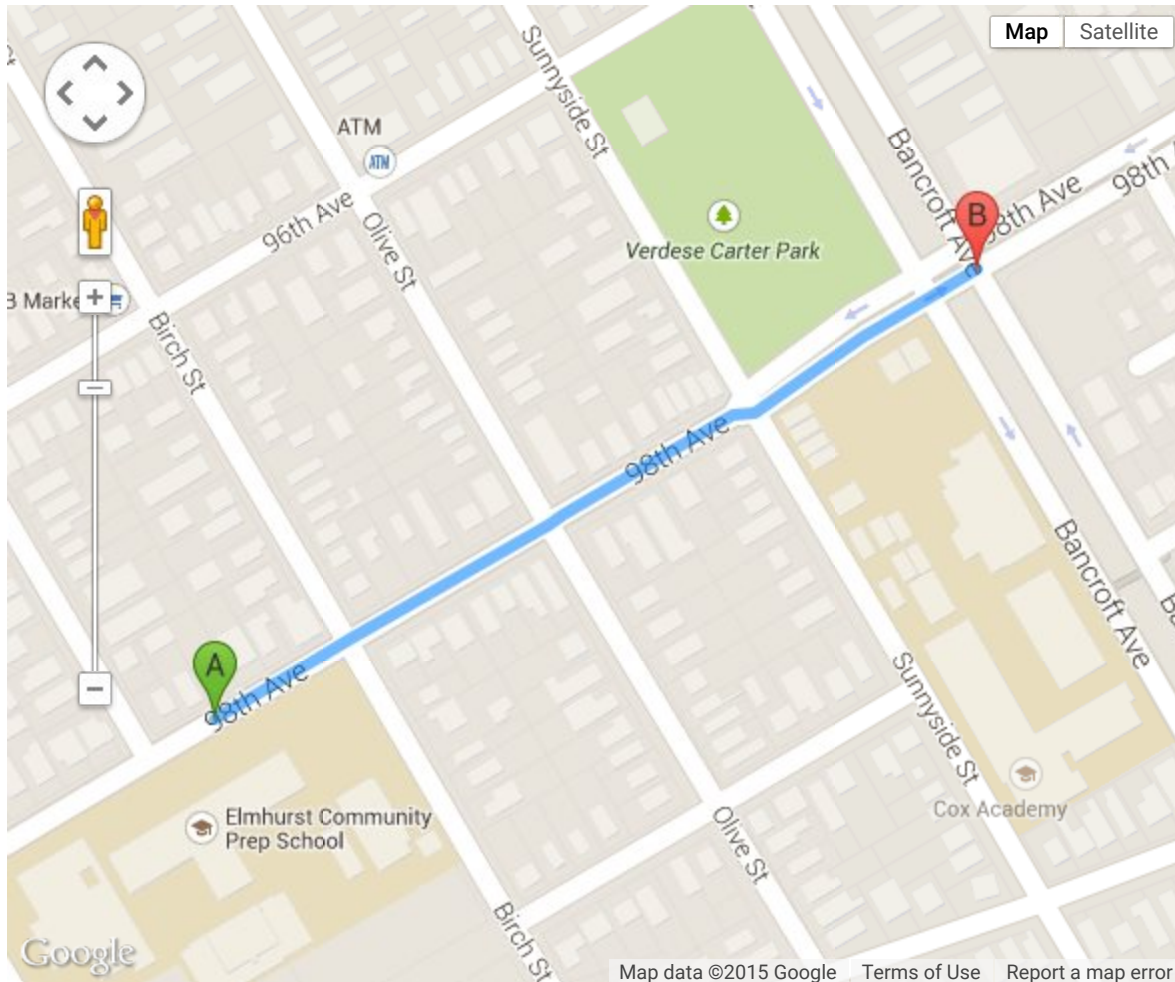 Map
Satellite
Sunnyside St
Bancroft Ave
98th
98th Ave
ATM
ATM
96th Ave
Olive St
Verdese Carter Park
B
B Marke
Birch St
98th Ave
A
98th Ave
Bancroft Ave
Sunnyside St
Cox Academy
Elmhurst Community
Prep School
Olive St
Birch St
Google
Map data ©2015 Google
Terms of Use
Report a map error